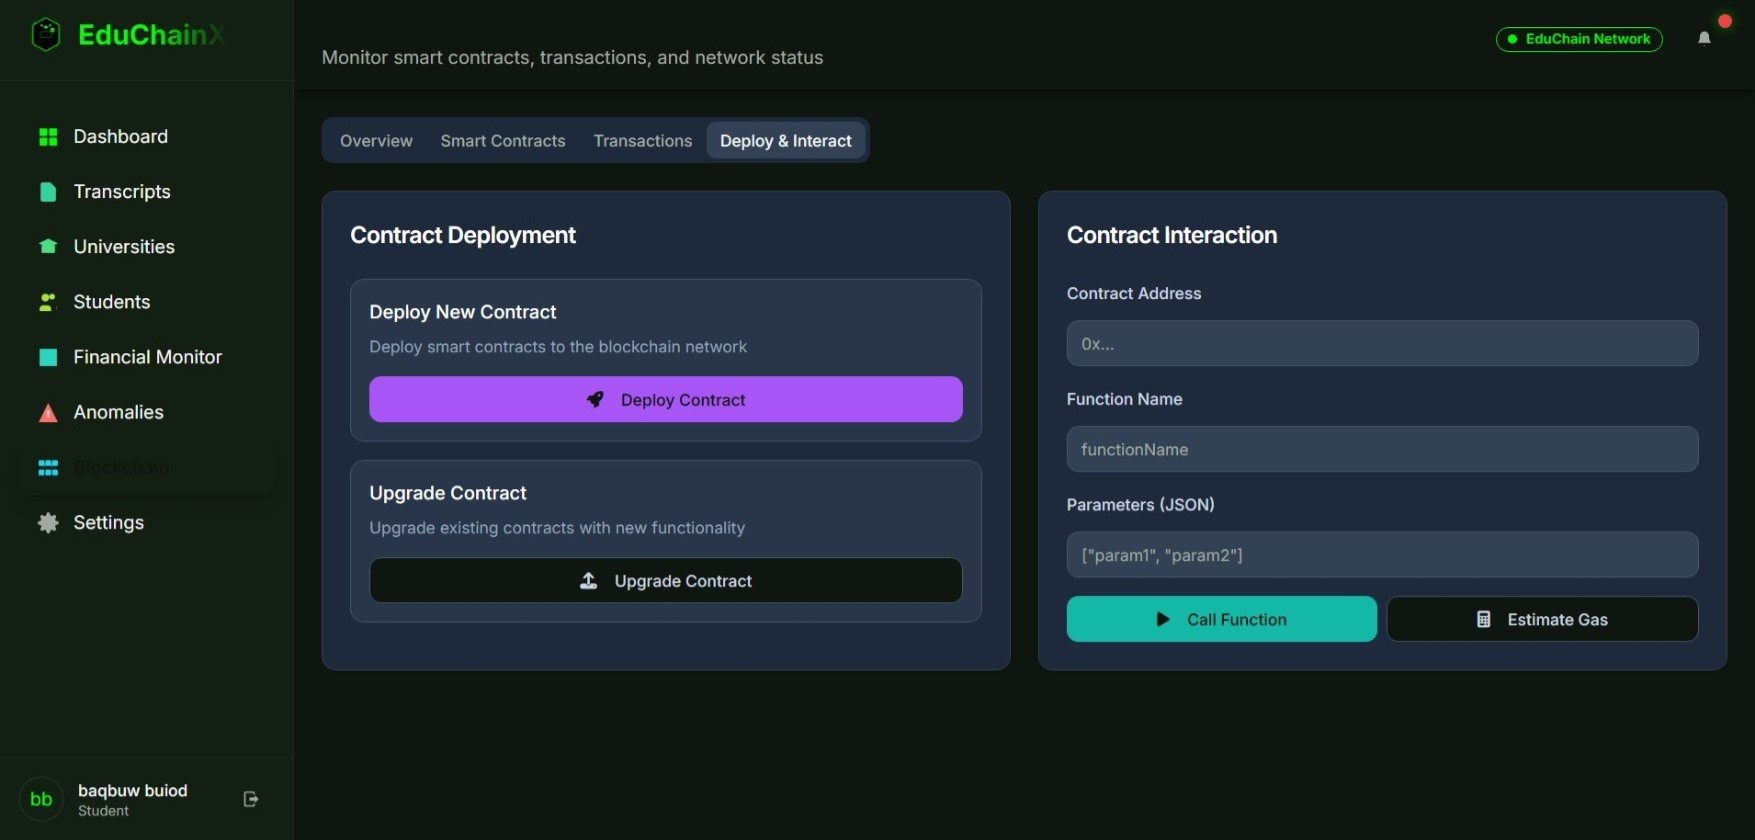 EduChainX
Monitor smart contracts, transactions, and network status
EduChain Network
Dashboard
Transcripts
Universities
Students
Financial Monitor
Anomalies
Blockchain
Settings
Overview
Smart Contracts
Transactions
Deploy & Interact
Contract Deployment
Deploy New Contract
Deploy smart contracts to the blockchain network
Deploy Contract
Upgrade Contract
Upgrade existing contracts with new functionality
Upgrade Contract
Contract Interaction
Contract Address
0x...
Function Name
functionName
Parameters (JSON)
["param1", "param2"]
Call Function
Estimate Gas
bb
baqbuw buiod
Student